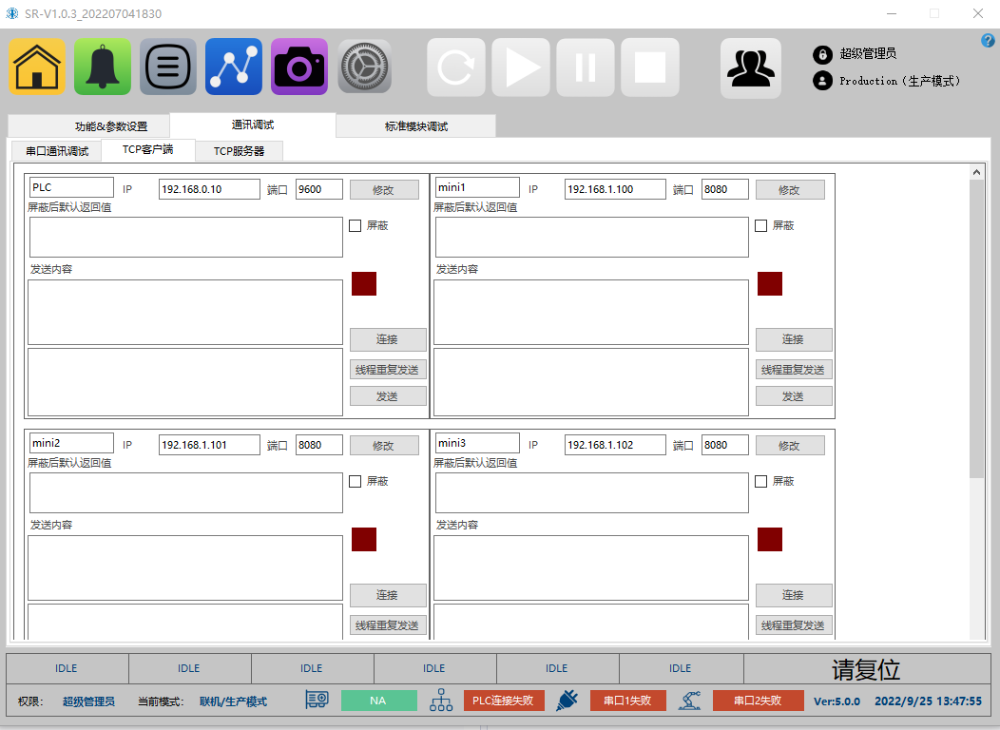 SR-V1.0.3_202207041830
?
超级管理员
Production（生产模式）
功能&参数设置 通讯调试 标准模块调试
串口通讯调试 TCP客户端 TCP服务器
PLC IP 192.168.0.10 端口 9600 修改 mini1 IP 192.168.1.100 端口 8080 修改
屏蔽后默认返回值 屏蔽后默认返回值
屏蔽 屏蔽
发送内容 发送内容
连接 连接
线程重复发送 线程重复发送
发送 发送
mini2 IP 192.168.1.101 端口 8080 修改 mini3 IP 192.168.1.102 端口 8080 修改
屏蔽后默认返回值 屏蔽后默认返回值
屏蔽 屏蔽
发送内容 发送内容
连接 连接
线程重复发送 线程重复发送
IDLE IDLE IDLE IDLE IDLE IDLE 请复位
权限： 超级管理员 当前模式： 联机/生产模式 NA PLC连接失败 串口1失败 串口2失败 Ver:5.0.0 2022/9/25 13:47:55